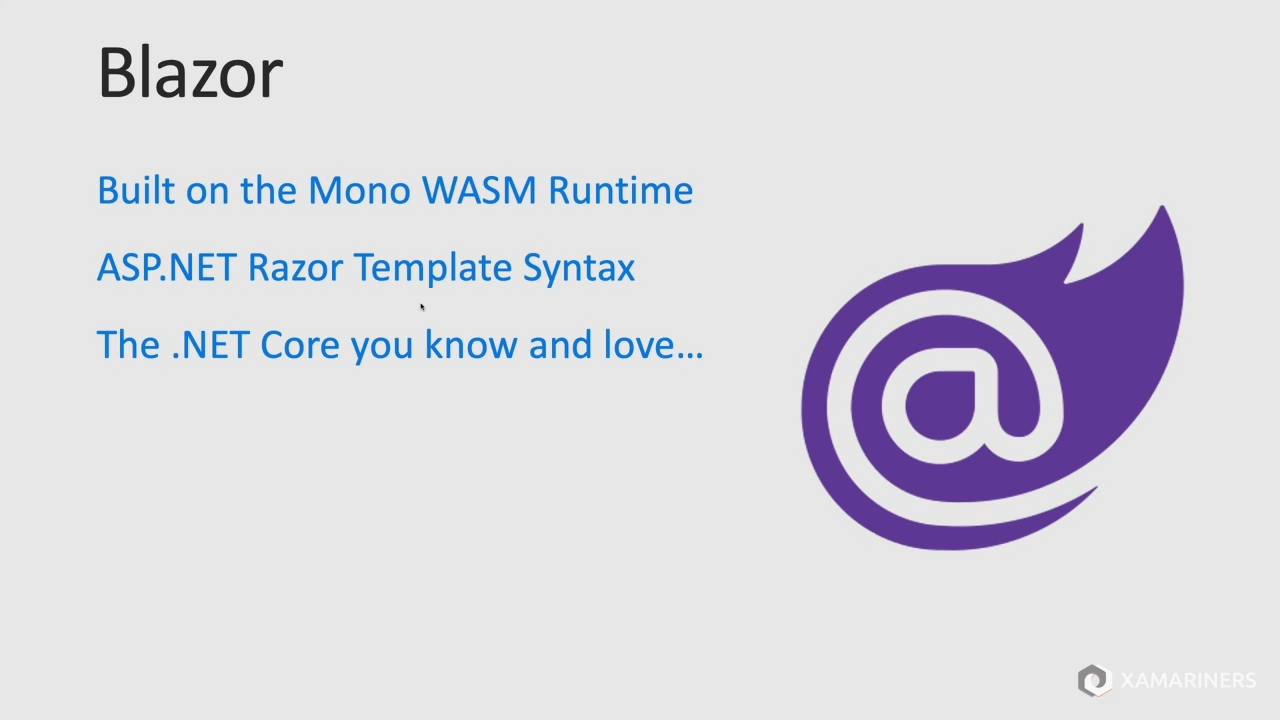 Blazor
Built on the Mono WASM Runtime
ASP.NET Razor Template Syntax
The .NET Core you know and love...
XAMARINERS